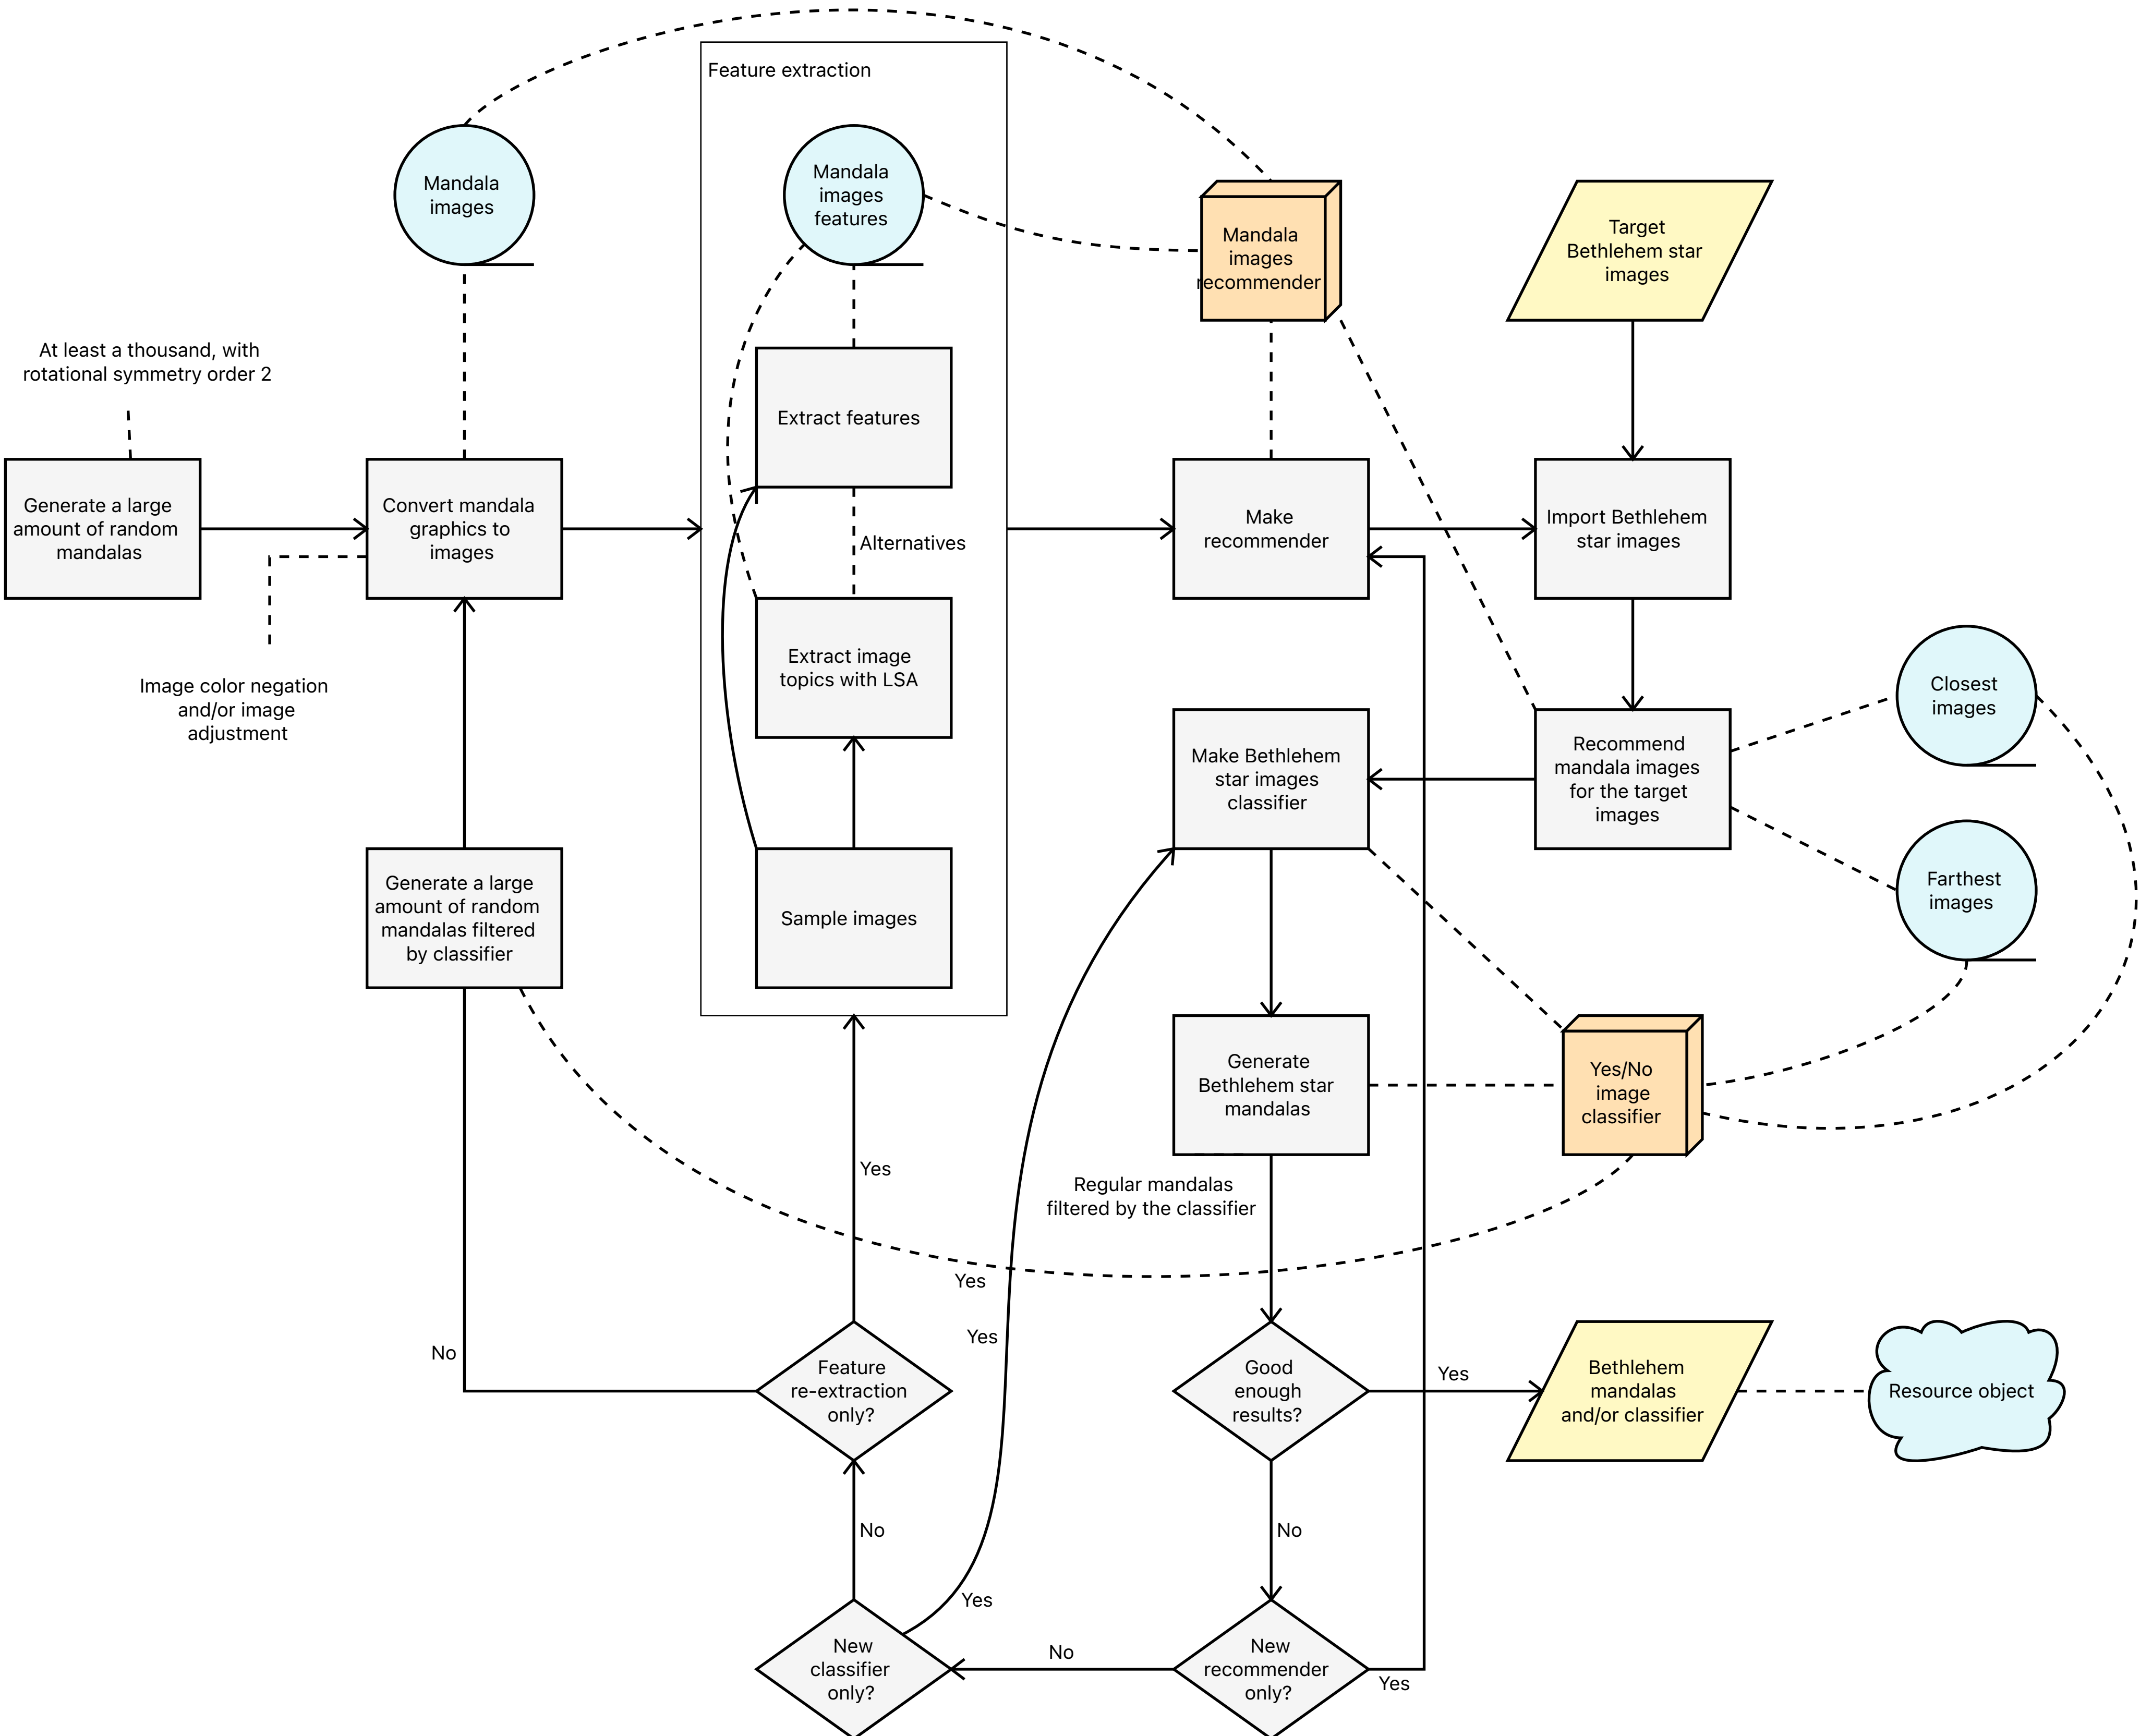 Feature extraction
Mandala
images
Mandala
images
features
Mandala
images
recommender
Target
Bethlehem star
images
At least a thousand, with
rotational symmetry order 2
Extract features
Generate a large
amount of random
mandalas
Convert mandala
graphics to
images
Alternatives
Make
recommender
Import Bethlehem
star images
Image color negation
and/or image
adjustment
Extract image
topics with LSA
Make Bethlehem
star images
classifier
Recommend
mandala images
for the target
images
Closest
images
Farthest
images
Generate a large
amount of random
mandalas filtered
by classifier
Sample images
Generate
Bethlehem star
mandalas
Yes/No
image
classifier
Yes
Regular mandalas
filtered by the classifier
Yes
Yes
No
Feature
re-extraction
only?
Good
enough
results?
Yes
Bethlehem
mandalas
and/or classifier
Resource object
No
No
Yes
New
classifier
only?
No
New
recommender
only?
Yes